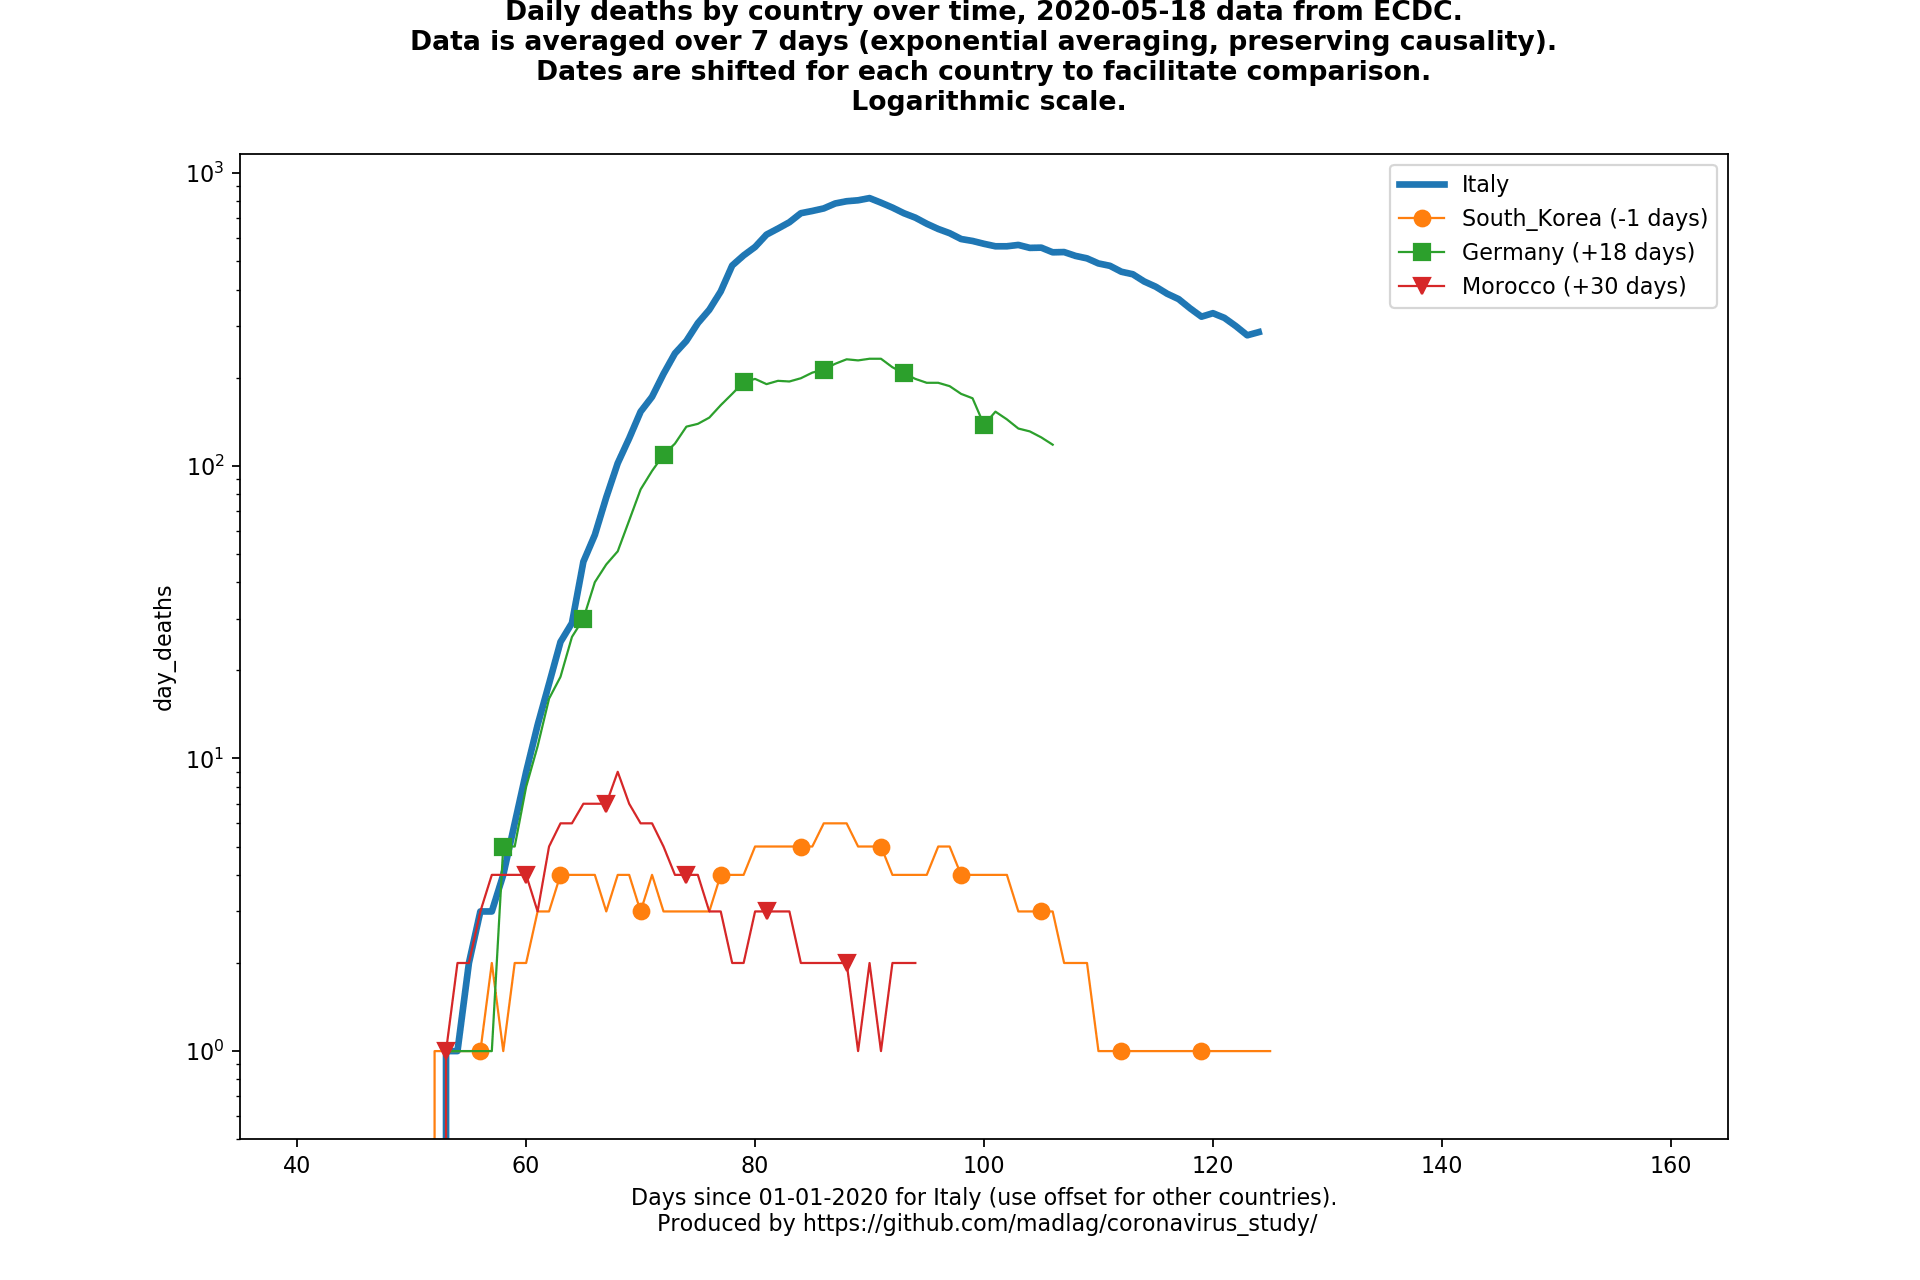 Daily deaths by country over time, 2020-05-18 data from ECDC.
Data is averaged over 7 days (exponential averaging, preserving causality).
Dates are shifted for each country to facilitate comparison.
Logarithmic scale.
10³
10²
10¹
10⁰
day_deaths
Italy
South_Korea (-1 days)
Germany (+18 days)
Morocco (+30 days)
40 60 80 100 120 140 160
Days since 01-01-2020 for Italy (use offset for other countries).
Produced by https://github.com/madlag/coronavirus_study/